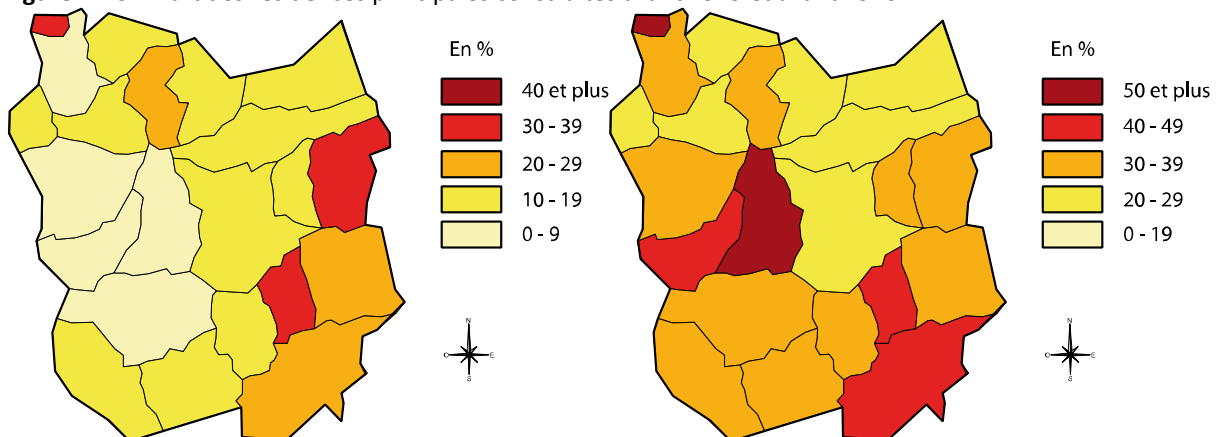 En %
40 et plus
30 - 39
20 - 29
10 - 19
0 - 9
N
O E
S
En %
50 et plus
40 - 49
30 - 39
20 - 29
0 - 19
N
O E
S